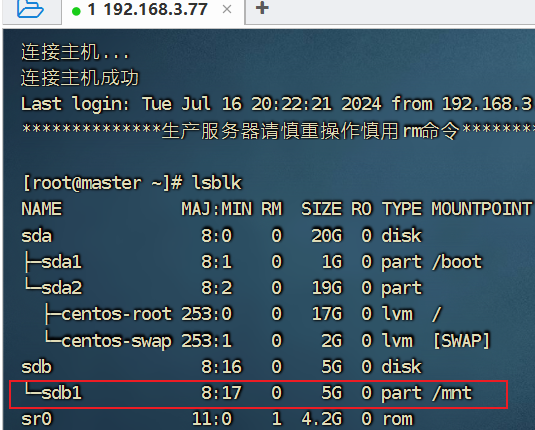 1 192.168.3.77 × +
连接主机...
连接主机成功
Last login: Tue Jul 16 20:22:21 2024 from 192.168.3
**************生产服务器请慎重操作慎用rm命令********
[root@master ~]# lsblk
NAME MAJ:MIN RM SIZE RO TYPE MOUNTPOINT
sda 8:0 0 20G 0 disk
├─sda1 8:1 0 1G 0 part /boot
└─sda2 8:2 0 19G 0 part
├─centos-root 253:0 0 17G 0 lvm /
└─centos-swap 253:1 0 2G 0 lvm [SWAP]
sdb 8:16 0 5G 0 disk
└─sdb1 8:17 0 5G 0 part /mnt
sr0 11:0 1 4.2G 0 rom